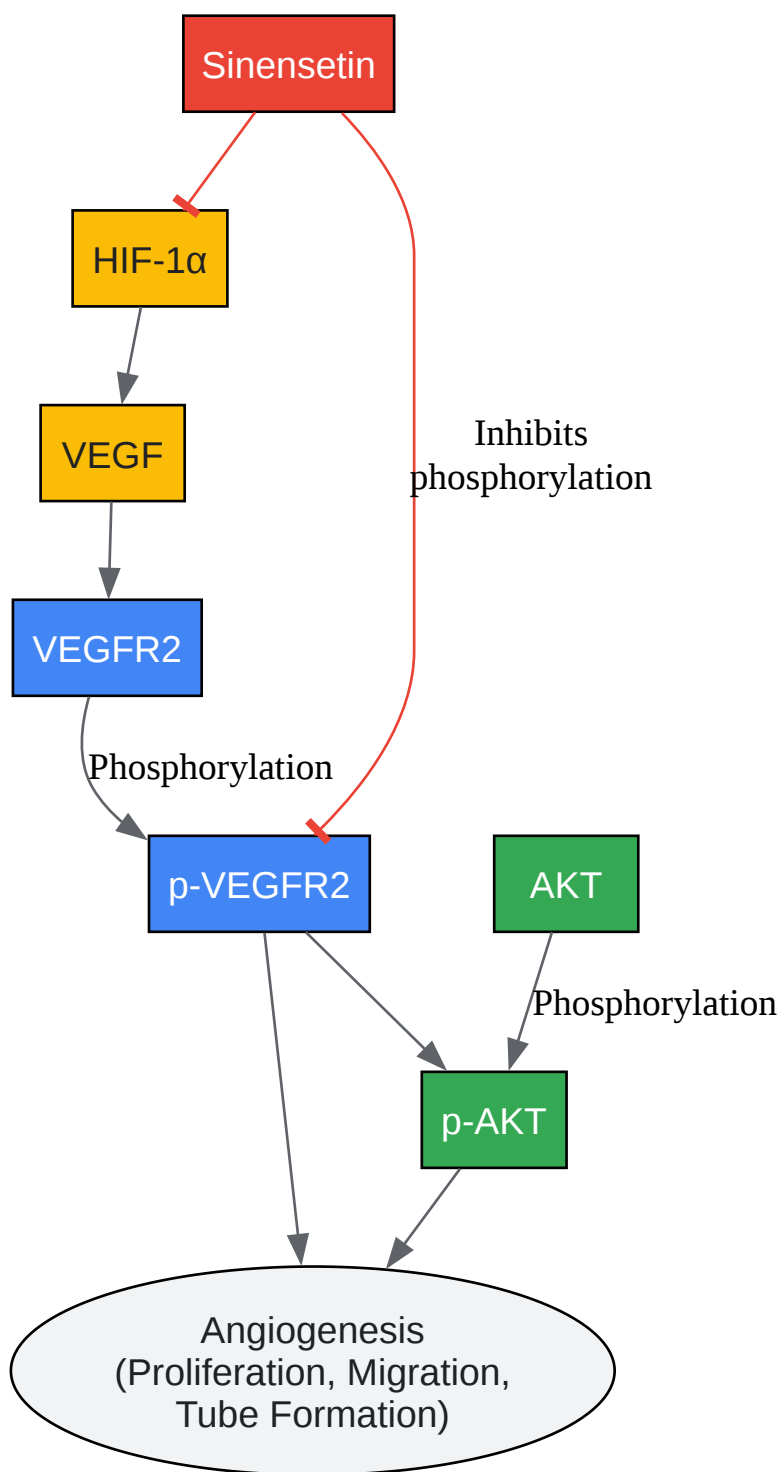 Sinensetin
HIF-1α
Inhibits
phosphorylation
VEGF
VEGFR2
Phosphorylation
p-VEGFR2
AKT
Phosphorylation
p-AKT
Angiogenesis
(Proliferation, Migration,
Tube Formation)